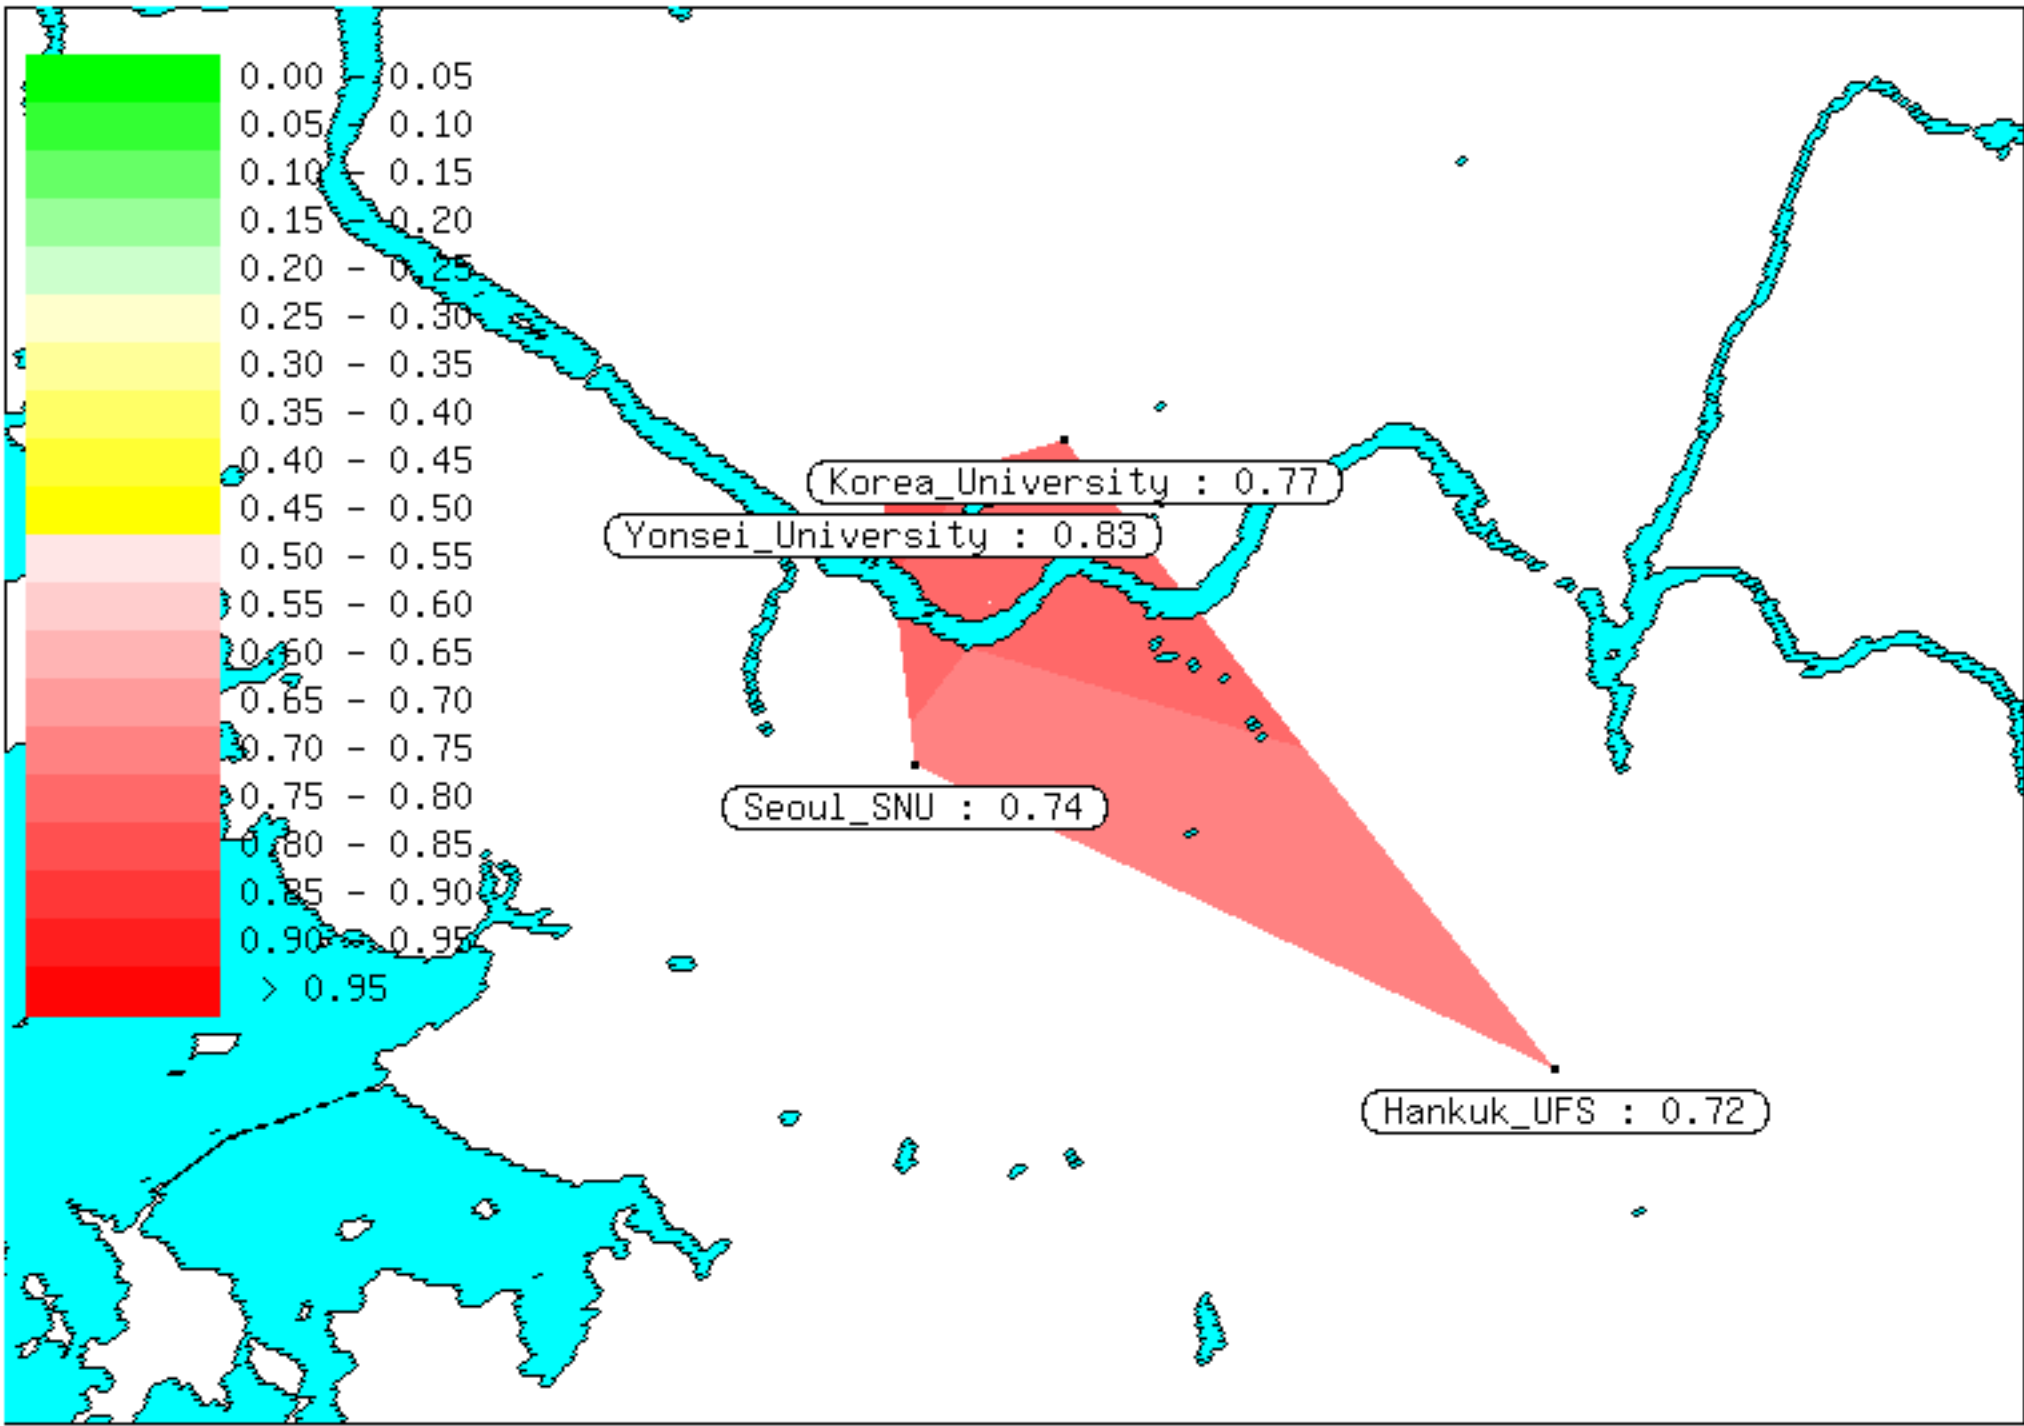 0.00 - 0.05
0.05 - 0.10
0.10 - 0.15
0.15 - 0.20
0.20 - 0.25
0.25 - 0.30
0.30 - 0.35
0.35 - 0.40
0.40 - 0.45
0.45 - 0.50
0.50 - 0.55
0.55 - 0.60
0.60 - 0.65
0.65 - 0.70
0.70 - 0.75
0.75 - 0.80
0.80 - 0.85
0.85 - 0.90
0.90 - 0.95
> 0.95
Korea_University : 0.77
Yonsei_University : 0.83
Seoul_SNU : 0.74
Hankuk_UFS : 0.72